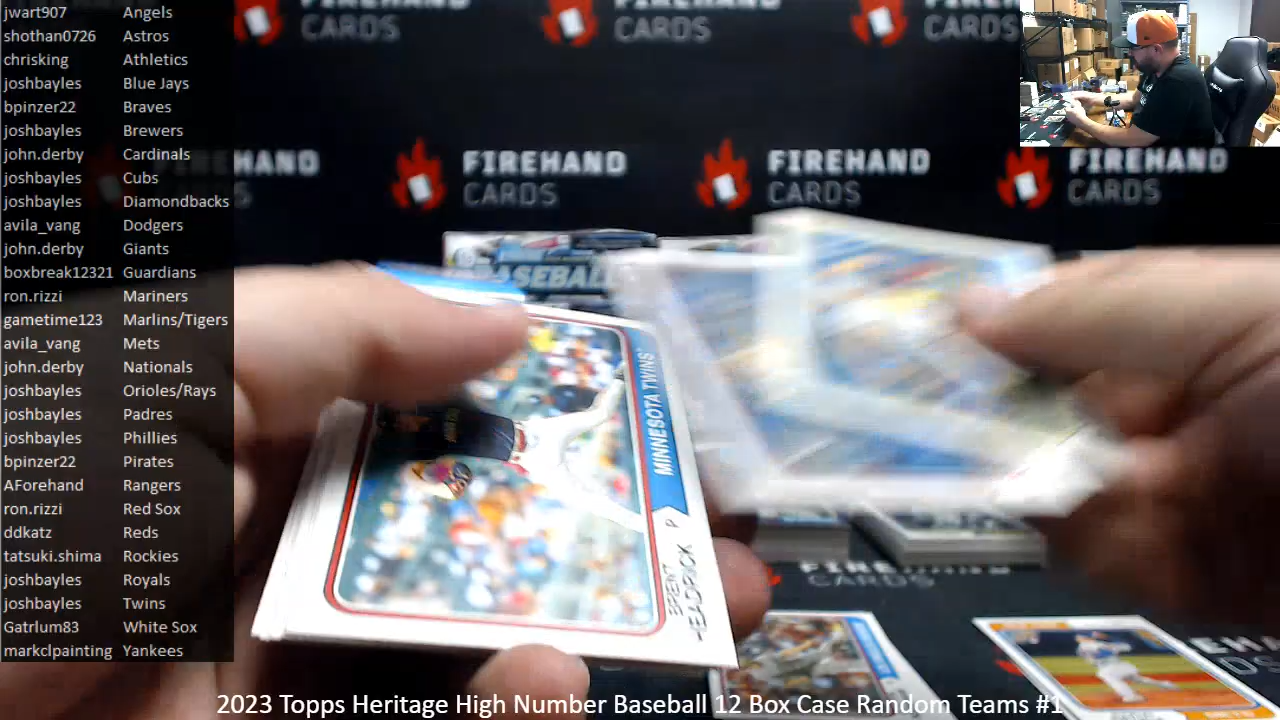 jwart907 Angels
shothan0726 Astros
chrisking Athletics
joshbayles Blue Jays
bpinzer22 Braves
joshbayles Brewers
john.derby Cardinals
joshbayles Cubs
joshbayles Diamondbacks
avila_vang Dodgers
john.derby Giants
boxbreak12321 Guardians
ron.rizzi Mariners
gametime123 Marlins/Tigers
avila_vang Mets
john.derby Nationals
joshbayles Orioles/Rays
joshbayles Padres
joshbayles Phillies
bpinzer22 Pirates
AForehand Rangers
ron.rizzi Red Sox
ddkatz Reds
tatsuki.shima Rockies
joshbayles Royals
joshbayles Twins
Gatrlum83 White Sox
markclpainting Yankees
CARDS
CARDS
CARDS
FIREHAND
CARDS
FIREHAND
CARDS
FIREHAND
CARDS
BASEBALL
MINNESOTA TWINS
P
BRENT
HEADRICK
CARDS
2023 Topps Heritage High Number Baseball 12 Box Case Random Teams #1